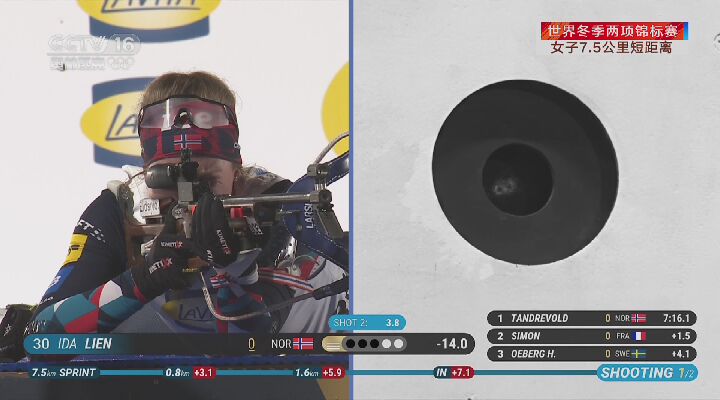 CCTV 16
世界冬季两项锦标赛
女子7.5公里短距离
SHOT 2: 3.8
30 IDA LIEN 0 NOR -14.0
1 TANDREVOLD 0 NOR 7:16.1
2 SIMON 0 FRA +1.5
3 OEBERG H. 0 SWE +4.1
7.5km SPRINT 0.8km +3.1 1.6km +5.9 IN +7.1 SHOOTING 1/2
KINETIXX
KINETIXX